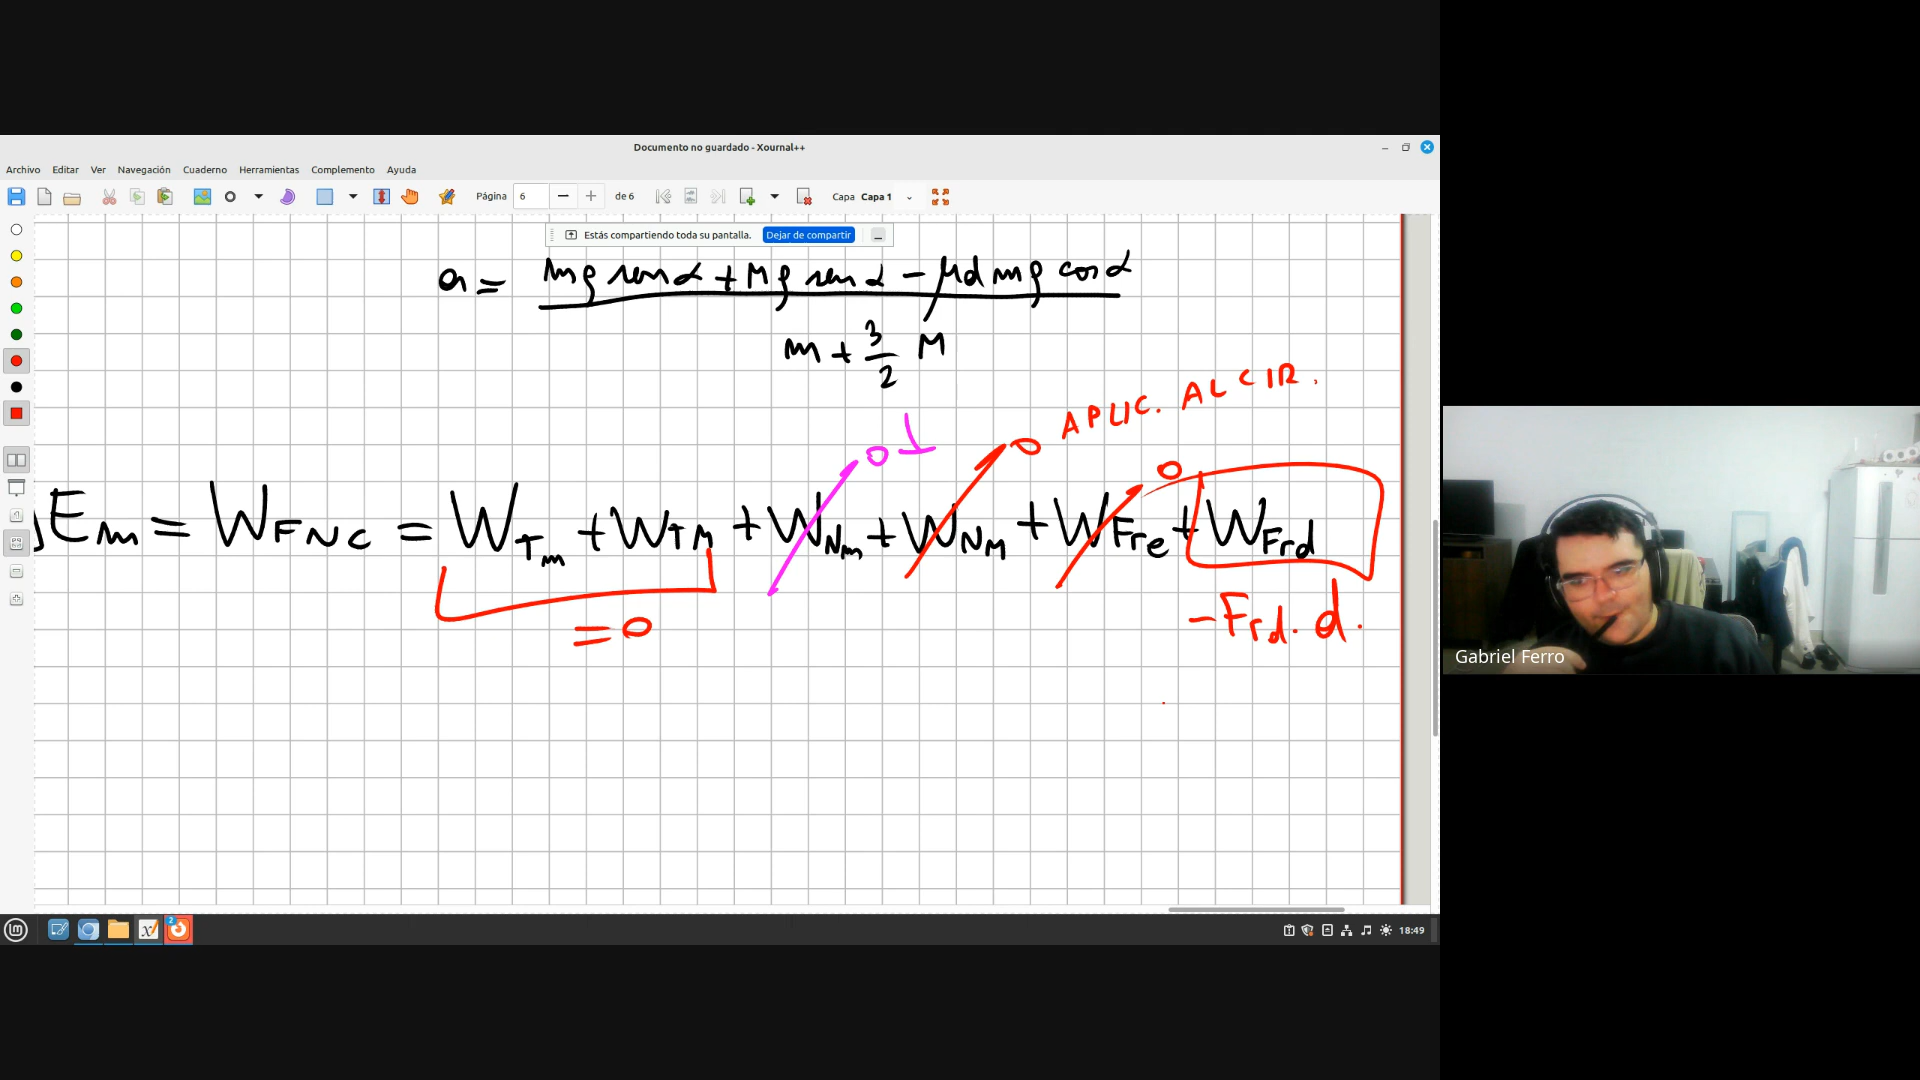 Documento no guardado - Xournal++
Archivo Editar Ver Navegación Cuaderno Herramientas Complemento Ayuda
Página 6 de 6 Capa Capa 1
Estás compartiendo toda su pantalla. Dejar de compartir
a = mg sen α + Mg sen α - μd mg cos α
m + 3/2 M
0 ⊥ 0 APLIC. AL CIR.
0
Em = WFNC = WTm + WTM + WNm + WNM + WFre + WFrd
= 0
-Frd. d.
Gabriel Ferro
2
18:49